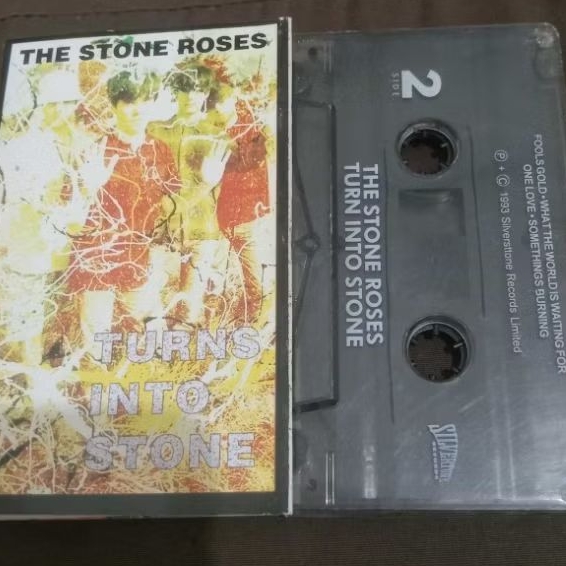 THE STONE ROSES
TURNS
INTO
STONE
2
SIDE
THE STONE ROSES
TURN INTO STONE
FOOLS GOLD • WHAT THE WORLD IS WAITING FOR
ONE LOVE • SOMETHINGS BURNING
Ⓟ + © 1993 Silverstone Records Limited